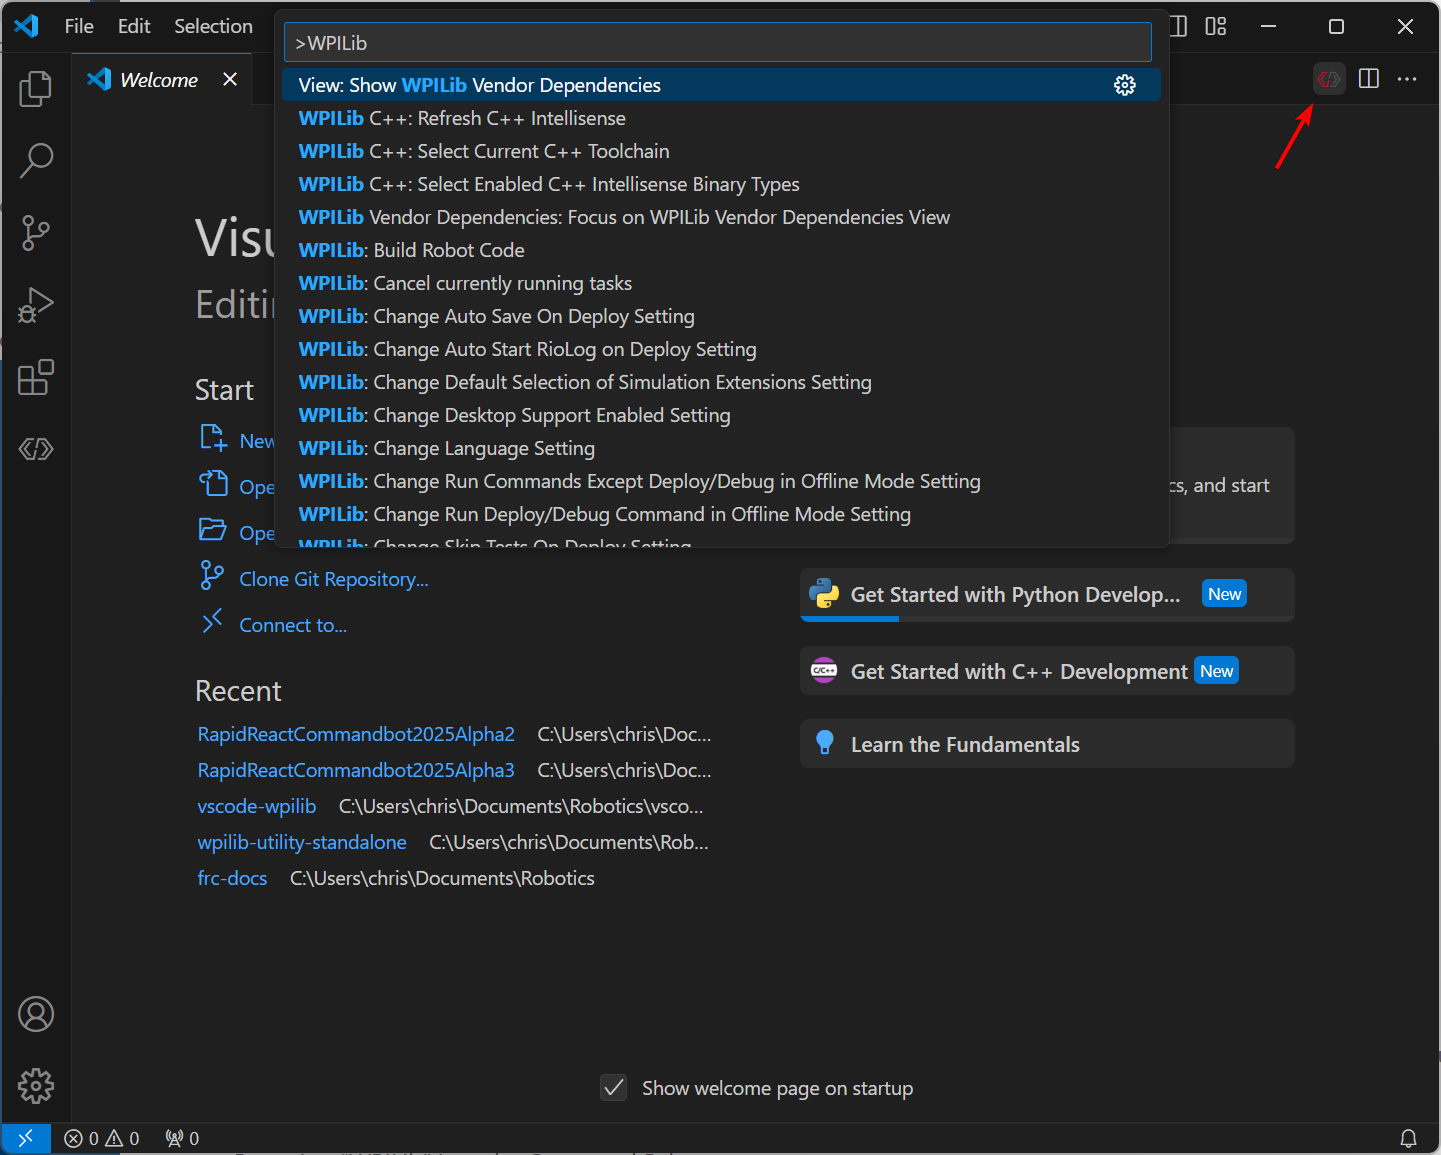 File Edit Selection
>WPILib
Welcome
View: Show WPILib Vendor Dependencies
WPILib C++: Refresh C++ Intellisense
WPILib C++: Select Current C++ Toolchain
WPILib C++: Select Enabled C++ Intellisense Binary Types
WPILib Vendor Dependencies: Focus on WPILib Vendor Dependencies View
WPILib: Build Robot Code
WPILib: Cancel currently running tasks
WPILib: Change Auto Save On Deploy Setting
WPILib: Change Auto Start RioLog on Deploy Setting
WPILib: Change Default Selection of Simulation Extensions Setting
WPILib: Change Desktop Support Enabled Setting
WPILib: Change Language Setting
WPILib: Change Run Commands Except Deploy/Debug in Offline Mode Setting
WPILib: Change Run Deploy/Debug Command in Offline Mode Setting
WPILib: Change Skip Tests On Deploy Setting
Visu
Editi
Start
New
Ope
Ope
Clone Git Repository...
Connect to...
Recent
RapidReactCommandbot2025Alpha2 C:\Users\chris\Doc...
RapidReactCommandbot2025Alpha3 C:\Users\chris\Doc...
vscode-wpilib C:\Users\chris\Documents\Robotics\vsco...
wpilib-utility-standalone C:\Users\chris\Documents\Rob...
frc-docs C:\Users\chris\Documents\Robotics
cs, and start
Get Started with Python Develop... New
C/C++ Get Started with C++ Development New
Learn the Fundamentals
Show welcome page on startup
0 0 0